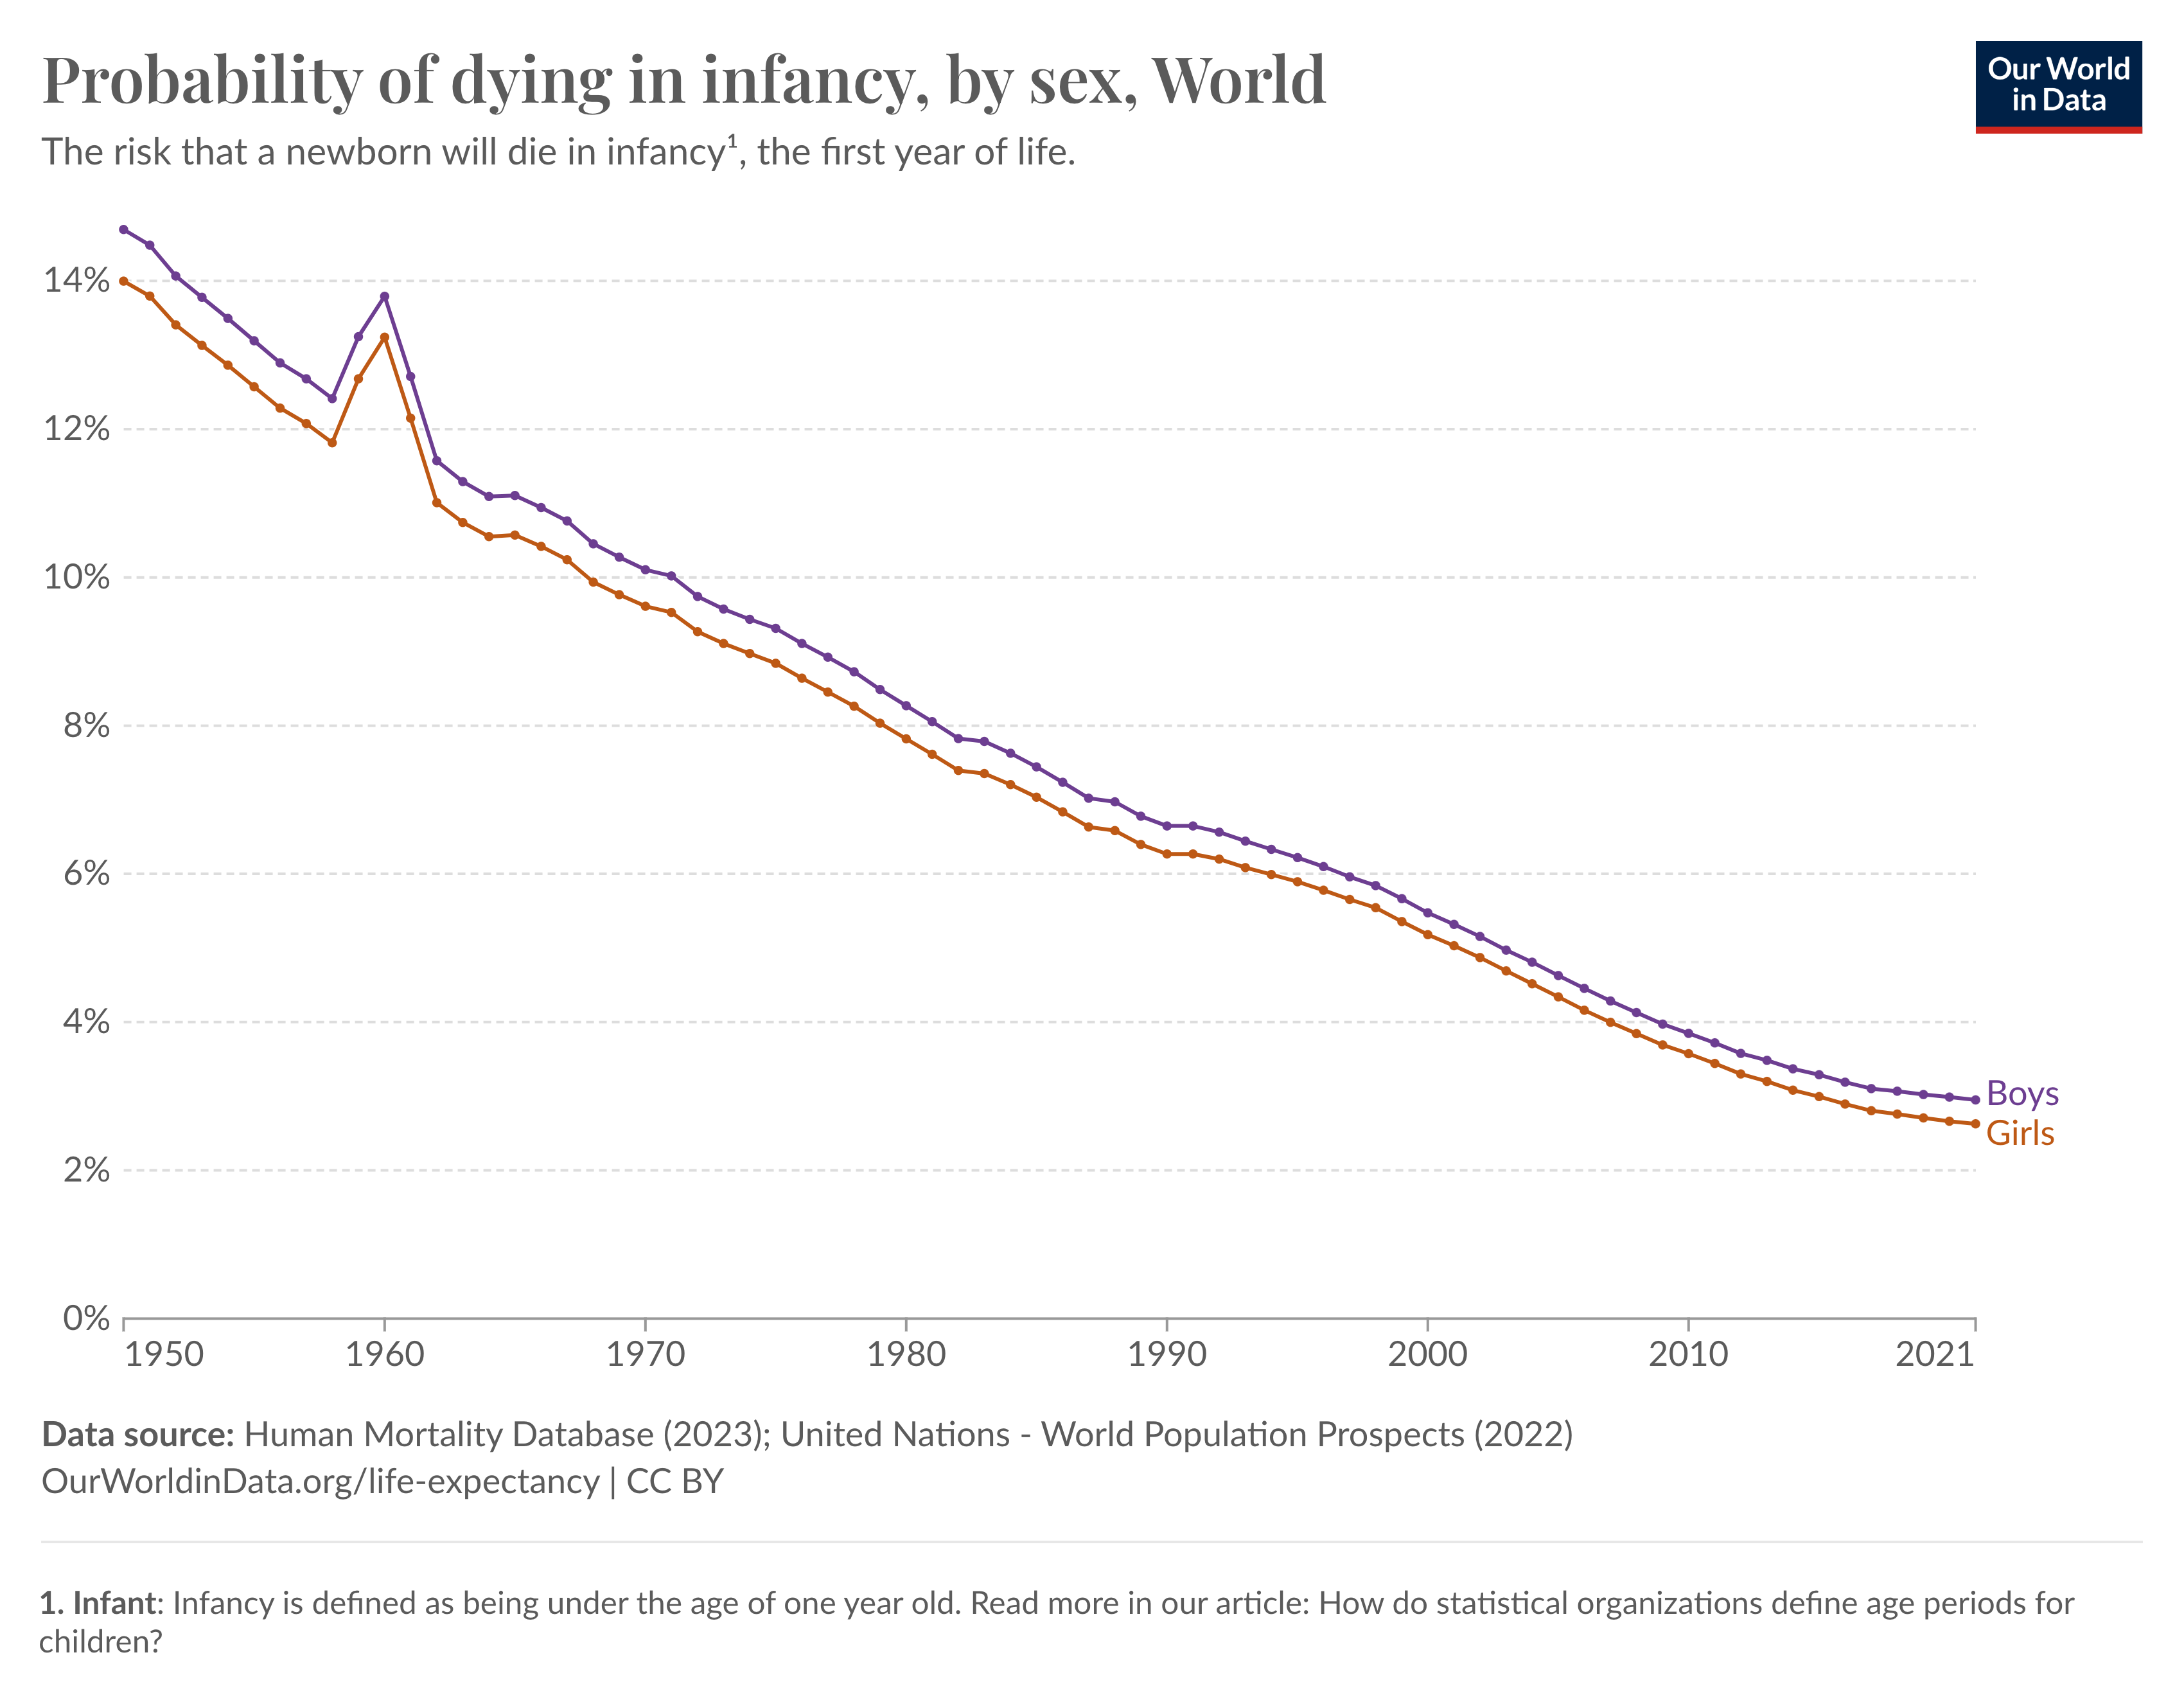 Probability of dying in infancy, by sex, World
Our World
in Data
The risk that a newborn will die in infancy¹, the first year of life.
14%
12%
10%
8%
6%
4%
2%
0%
Boys
Girls
1950 1960 1970 1980 1990 2000 2010 2021
Data source: Human Mortality Database (2023); United Nations - World Population Prospects (2022)
OurWorldinData.org/life-expectancy | CC BY
1. Infant: Infancy is defined as being under the age of one year old. Read more in our article: How do statistical organizations define age periods for
children?